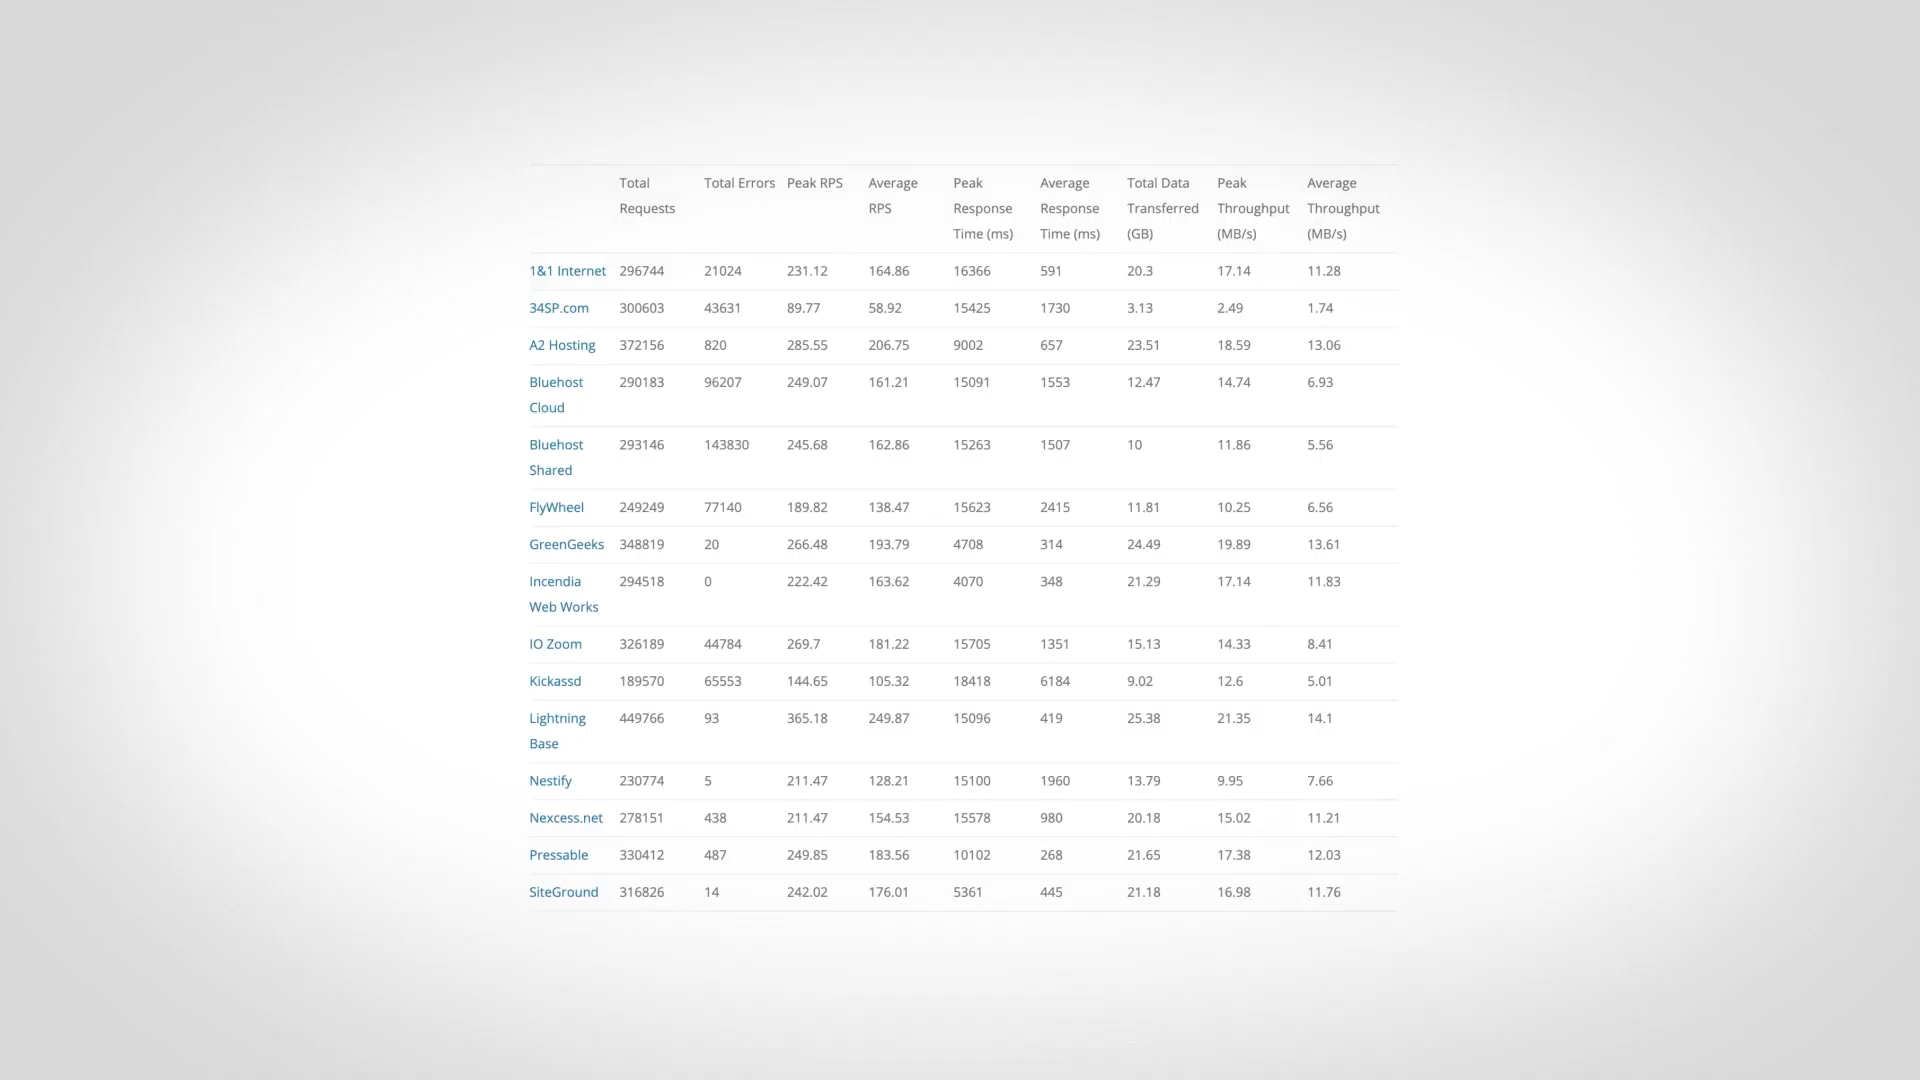 Total Requests Total Errors Peak RPS Average RPS Peak Response Time (ms) Average Response Time (ms) Total Data Transferred (GB) Peak Throughput (MB/s) Average Throughput (MB/s)
1&1 Internet 296744 21024 231.12 164.86 16366 591 20.3 17.14 11.28
34SP.com 300603 43631 89.77 58.92 15425 1730 3.13 2.49 1.74
A2 Hosting 372156 820 285.55 206.75 9002 657 23.51 18.59 13.06
Bluehost Cloud 290183 96207 249.07 161.21 15091 1553 12.47 14.74 6.93
Bluehost Shared 293146 143830 245.68 162.86 15263 1507 10 11.86 5.56
FlyWheel 249249 77140 189.82 138.47 15623 2415 11.81 10.25 6.56
GreenGeeks 348819 20 266.48 193.79 4708 314 24.49 19.89 13.61
Incendia Web Works 294518 0 222.42 163.62 4070 348 21.29 17.14 11.83
IO Zoom 326189 44784 269.7 181.22 15705 1351 15.13 14.33 8.41
Kickassd 189570 65553 144.65 105.32 18418 6184 9.02 12.6 5.01
Lightning Base 449766 93 365.18 249.87 15096 419 25.38 21.35 14.1
Nestify 230774 5 211.47 128.21 15100 1960 13.79 9.95 7.66
Nexcess.net 278151 438 211.47 154.53 15578 980 20.18 15.02 11.21
Pressable 330412 487 249.85 183.56 10102 268 21.65 17.38 12.03
SiteGround 316826 14 242.02 176.01 5361 445 21.18 16.98 11.76